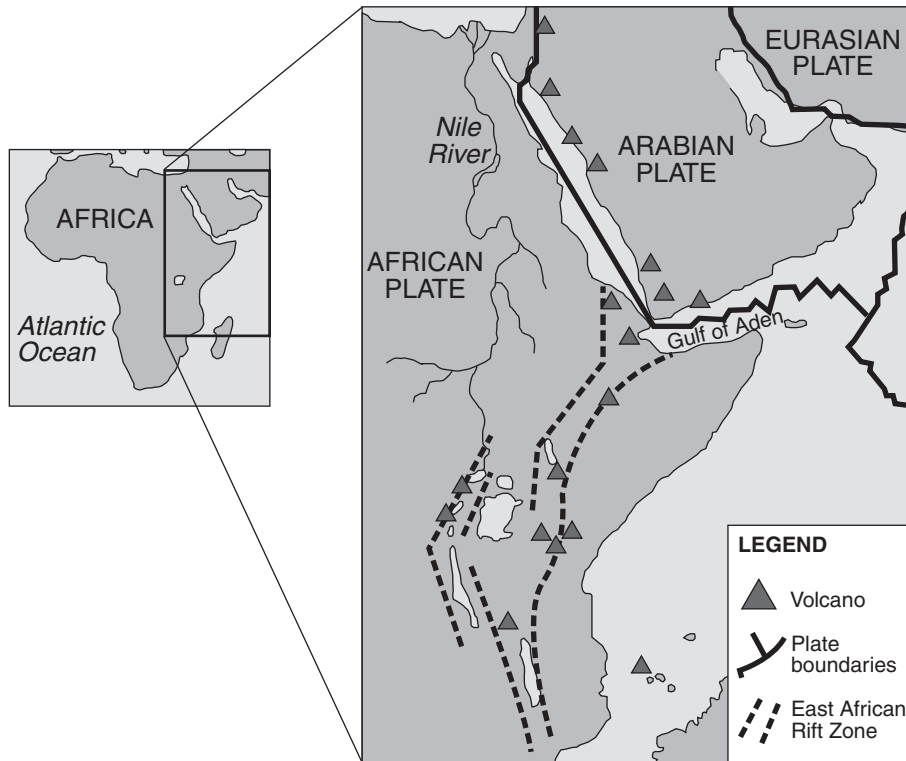 AFRICA
Atlantic
Ocean
EURASIAN
PLATE
Nile
River
ARABIAN
PLATE
AFRICAN
PLATE
Gulf of Aden
LEGEND
Volcano
Plate
boundaries
East African
Rift Zone